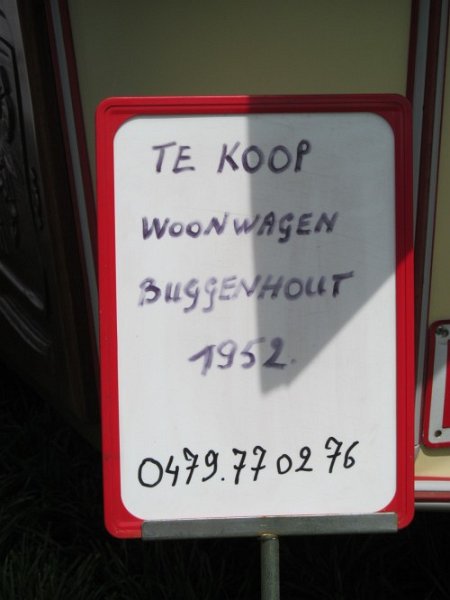 TE KOOP
WOONWAGEN
BUGGENHOUT
1952.
0479.77 02 76